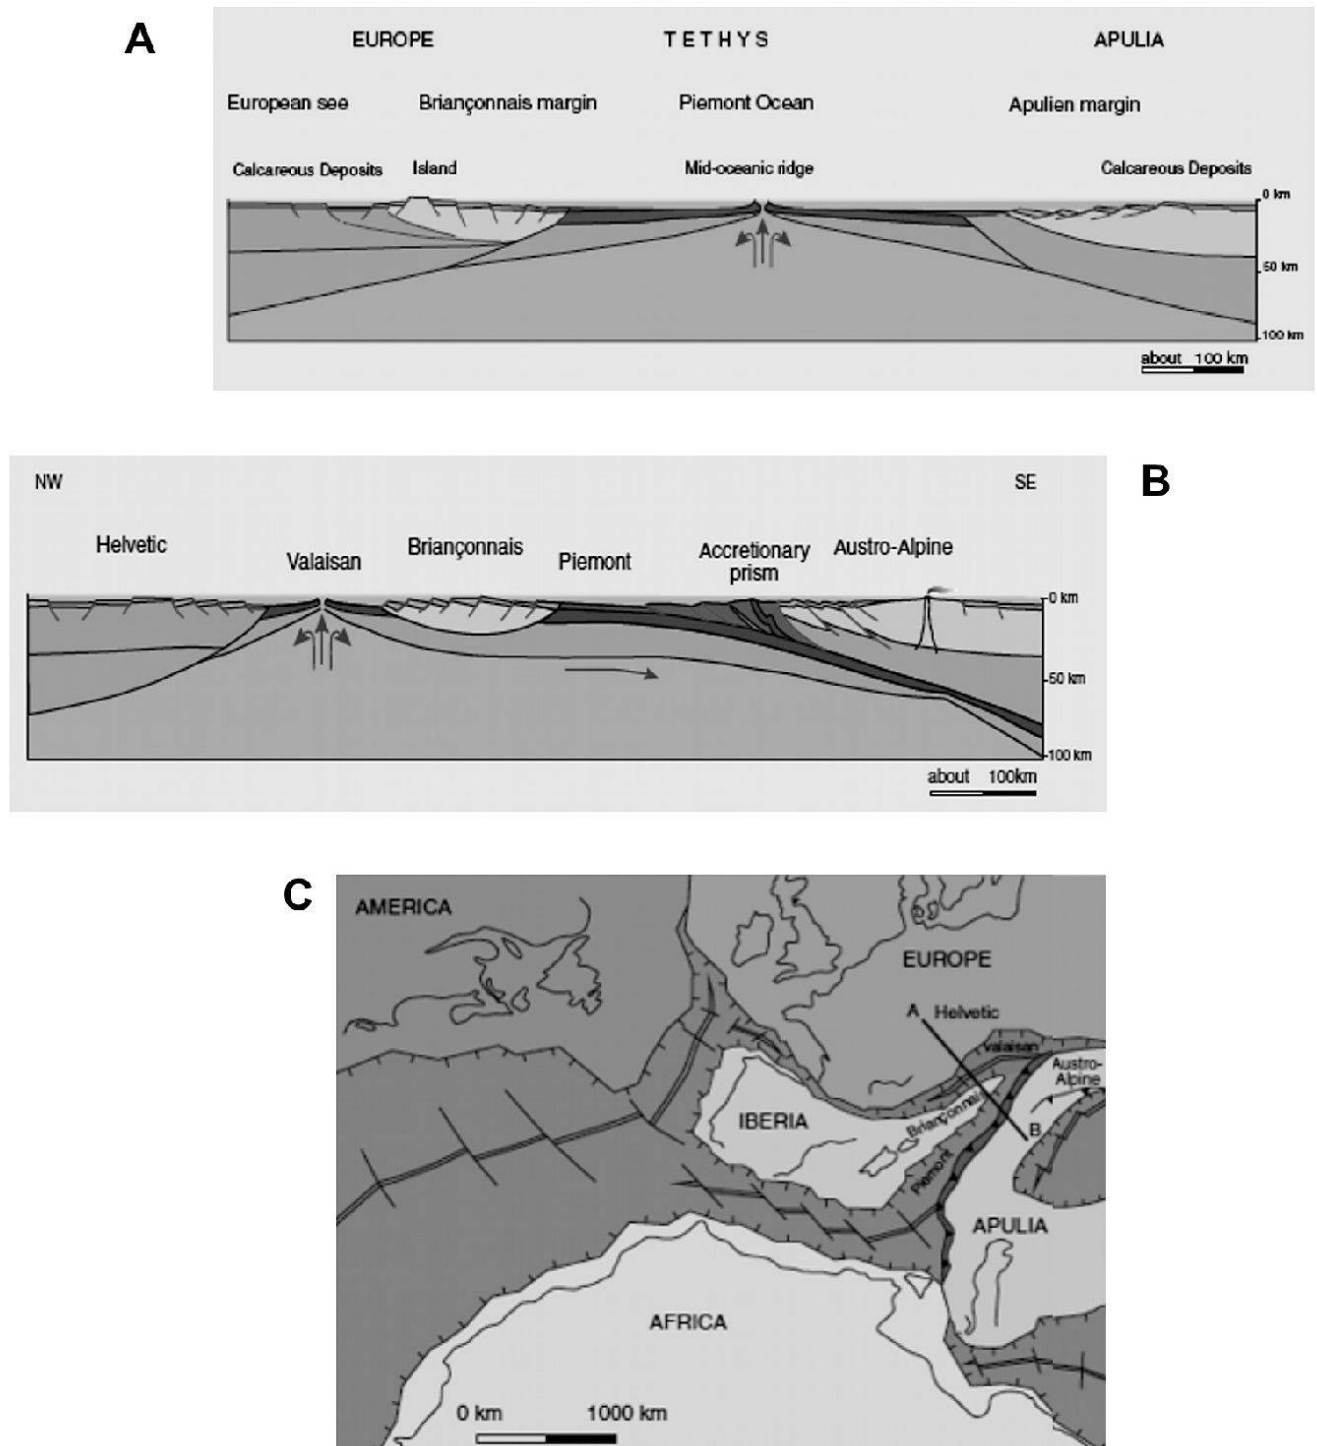 A
EUROPE TETHYS APULIA
European see Briançonnais margin Piemont Ocean Apulien margin
Calcareous Deposits Island Mid-oceanic ridge Calcareous Deposits
0 km
50 km
100 km
about 100 km
NW SE
B
Helvetic Valaisan Briançonnais Piemont Accretionary prism Austro-Alpine
0 km
50 km
100 km
about 100km
C
AMERICA
EUROPE
A Helvetic
Valaisan
Austro-
Alpine
IBERIA
Briançonnais
B
Piemont
APULIA
AFRICA
0 km 1000 km